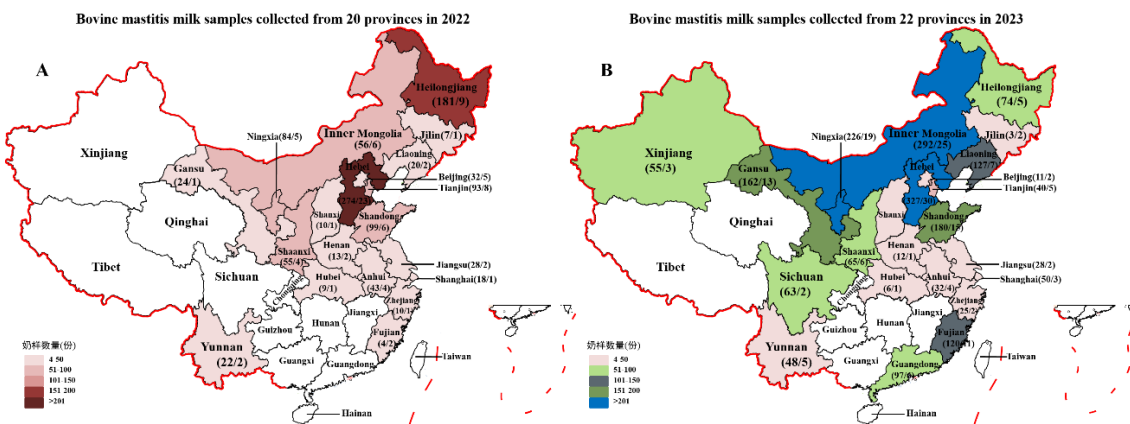 Bovine mastitis milk samples collected from 20 provinces in 2022
A
Heilongjiang
(181/9)
Ningxia(84/5)
Inner Mongolia
(56/6)
Jilin(7/1)
Liaoning
(20/2)
Xinjiang
Gansu
(24/1)
Hebei
(274/23)
Beijing(32/5)
Tianjin(93/8)
Shanxi
(10/1)
Shandong
(99/6)
Qinghai
Shaanxi
(55/4)
Henan
(13/2)
Jiangsu(28/2)
Shanghai(18/1)
Tibet
Sichuan
Chongqing
Hubei
(9/1)
Anhui
(43/4)
Zhejiang
(10/1
Guizhou
Hunan
Jiangxi
Fujian
(4/2)
Yunnan
(22/2)
Guangxi
Guangdong
Taiwan
Hainan
奶样数量(份)
4 50
51-100
101-150
151 200
>201
Bovine mastitis milk samples collected from 22 provinces in 2023
B
Heilongjiang
(74/5)
Ningxia(226/19)
Inner Mongolia
(292/25)
Jilin(3/2)
Liaoning
(127/7)
Xinjiang
(55/3)
Gansu
(162/13)
Hebei
(327/30)
Beijing(11/2)
Tianjin(40/5)
Shanxi
Shandong
(180/15
Qinghai
Shaanxi
(65/6)
Henan
(12/1)
Jiangsu(28/2)
Shanghai(50/3)
Tibet
Sichuan
(63/2)
Chongqing
Hubei
(6/1)
Anhui
(32/4)
Zhejiang
(25/2
Guizhou
Hunan
Jiangxi
Fujian
Yunnan
(48/5)
Guangxi
Guangdong
(97/6)
Taiwan
Hainan
奶样数量(份)
4 50
51-100
101-150
151 200
>201